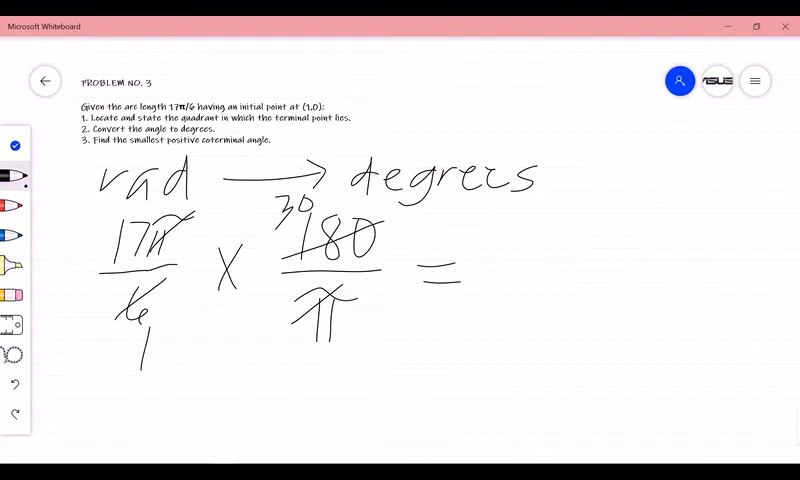 Microsoft Whiteboard
PROBLEM NO. 3
ASUS
Given the arc length 17π/6 having an initial point at (1,0):
1. Locate and state the quadrant in which the terminal point lies.
2. Convert the angle to degrees.
3. Find the smallest positive coterminal angle.
rad → degrees
30
17π/6 × 180/π =
1